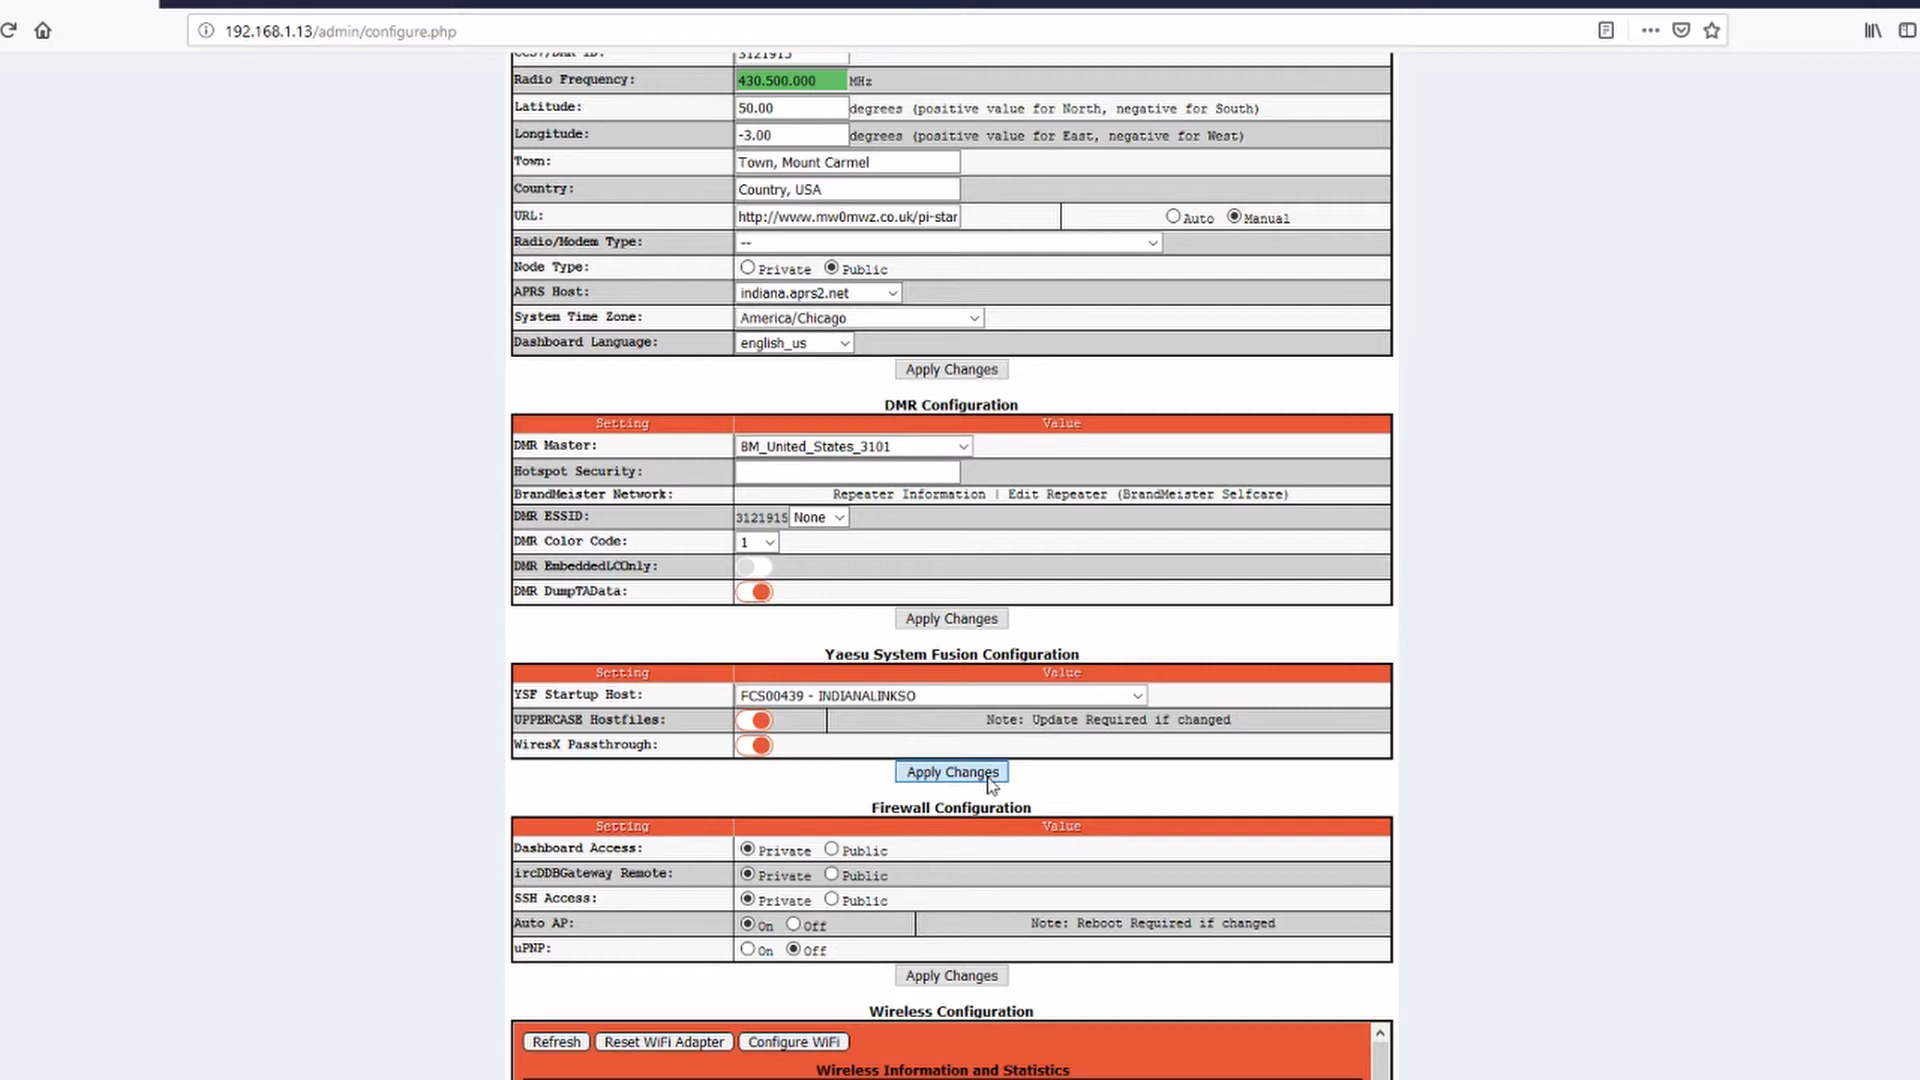 192.168.1.13/admin/configure.php
CCS7/DMR ID: 3121915
Radio Frequency: 430.500.000 MHz
Latitude: 50.00 degrees (positive value for North, negative for South)
Longitude: -3.00 degrees (positive value for East, negative for West)
Town: Town, Mount Carmel
Country: Country, USA
URL: http://www.mw0mwz.co.uk/pi-star Auto Manual
Radio/Modem Type: --
Node Type: Private Public
APRS Host: indiana.aprs2.net
System Time Zone: America/Chicago
Dashboard Language: english_us
Apply Changes
DMR Configuration
Setting Value
DMR Master: BM_United_States_3101
Hotspot Security:
BrandMeister Network: Repeater Information | Edit Repeater (BrandMeister Selfcare)
DMR ESSID: 3121915 None
DMR Color Code: 1
DMR EmbeddedLCOnly:
DMR DumpTAData:
Apply Changes
Yaesu System Fusion Configuration
Setting Value
YSF Startup Host: FCS00439 - INDIANALINKSO
UPPERCASE Hostfiles: Note: Update Required if changed
WiresX Passthrough:
Apply Changes
Firewall Configuration
Setting Value
Dashboard Access: Private Public
ircDDBGateway Remote: Private Public
SSH Access: Private Public
Auto AP: On Off Note: Reboot Required if changed
uPNP: On Off
Apply Changes
Wireless Configuration
Refresh Reset WiFi Adapter Configure WiFi
Wireless Information and Statistics